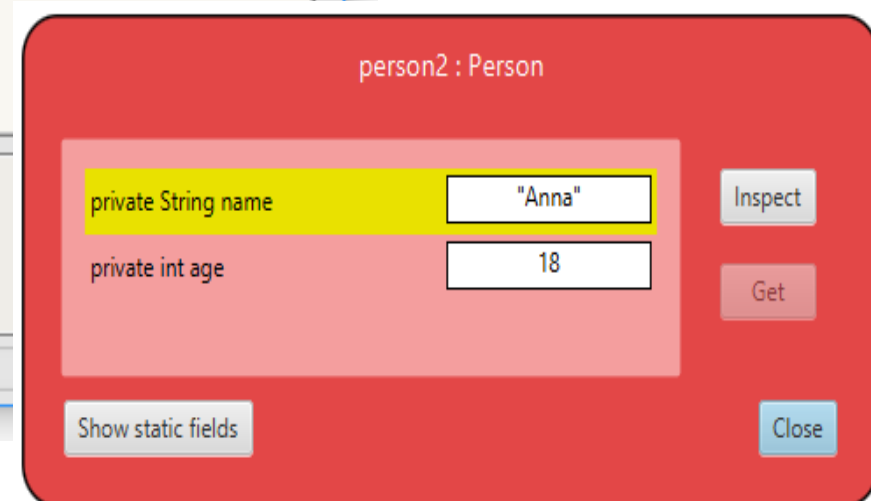 person2 : Person
private String name "Anna"
Inspect
private int age 18
Get
Show static fields
Close